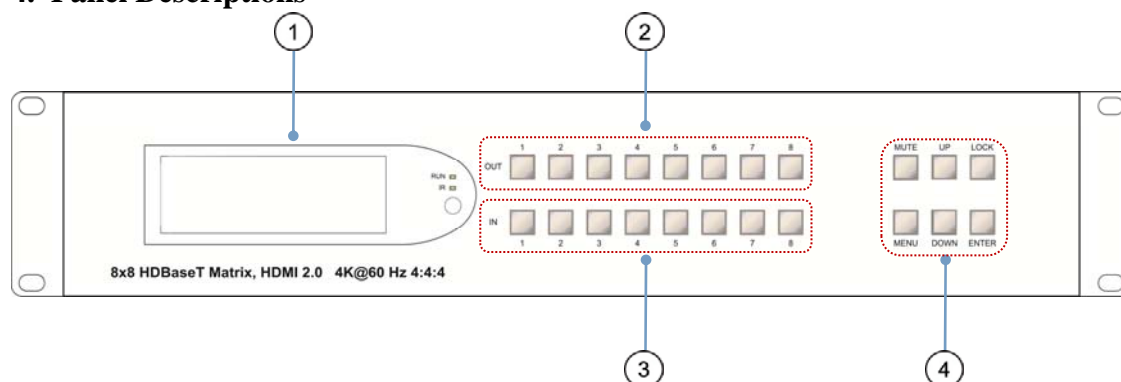 4. Panel Descriptions
1 2
1 2 3 4 5 6 7 8
OUT
MUTE UP LOCK
RUN
IR
IN
1 2 3 4 5 6 7 8
MENU DOWN ENTER
8x8 HDBaseT Matrix, HDMI 2.0 4K@60 Hz 4:4:4
3 4